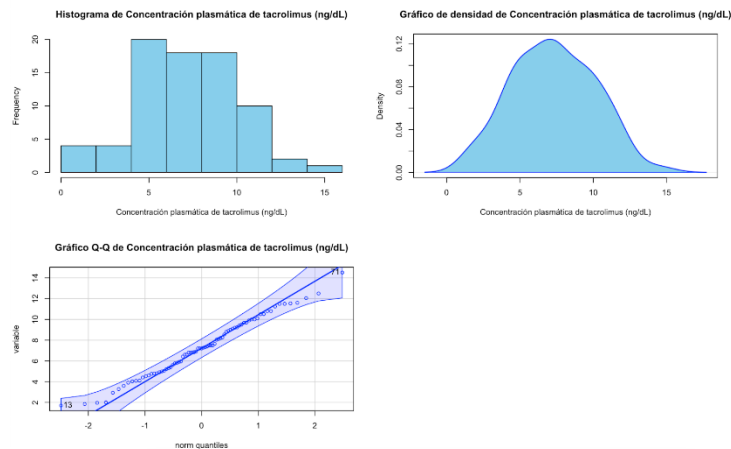 Histograma de Concentración plasmática de tacrolimus (ng/dL)
Frequency
20
15
10
5
0
0 5 10 15
Concentración plasmática de tacrolimus (ng/dL)
Gráfico de densidad de Concentración plasmática de tacrolimus (ng/dL)
Density
0.12
0.08
0.04
0.00
0 5 10 15
Concentración plasmática de tacrolimus (ng/dL)
Gráfico Q-Q de Concentración plasmática de tacrolimus (ng/dL)
variable
14
12
10
8
6
4
2
71
13
-2 -1 0 1 2
norm quantiles